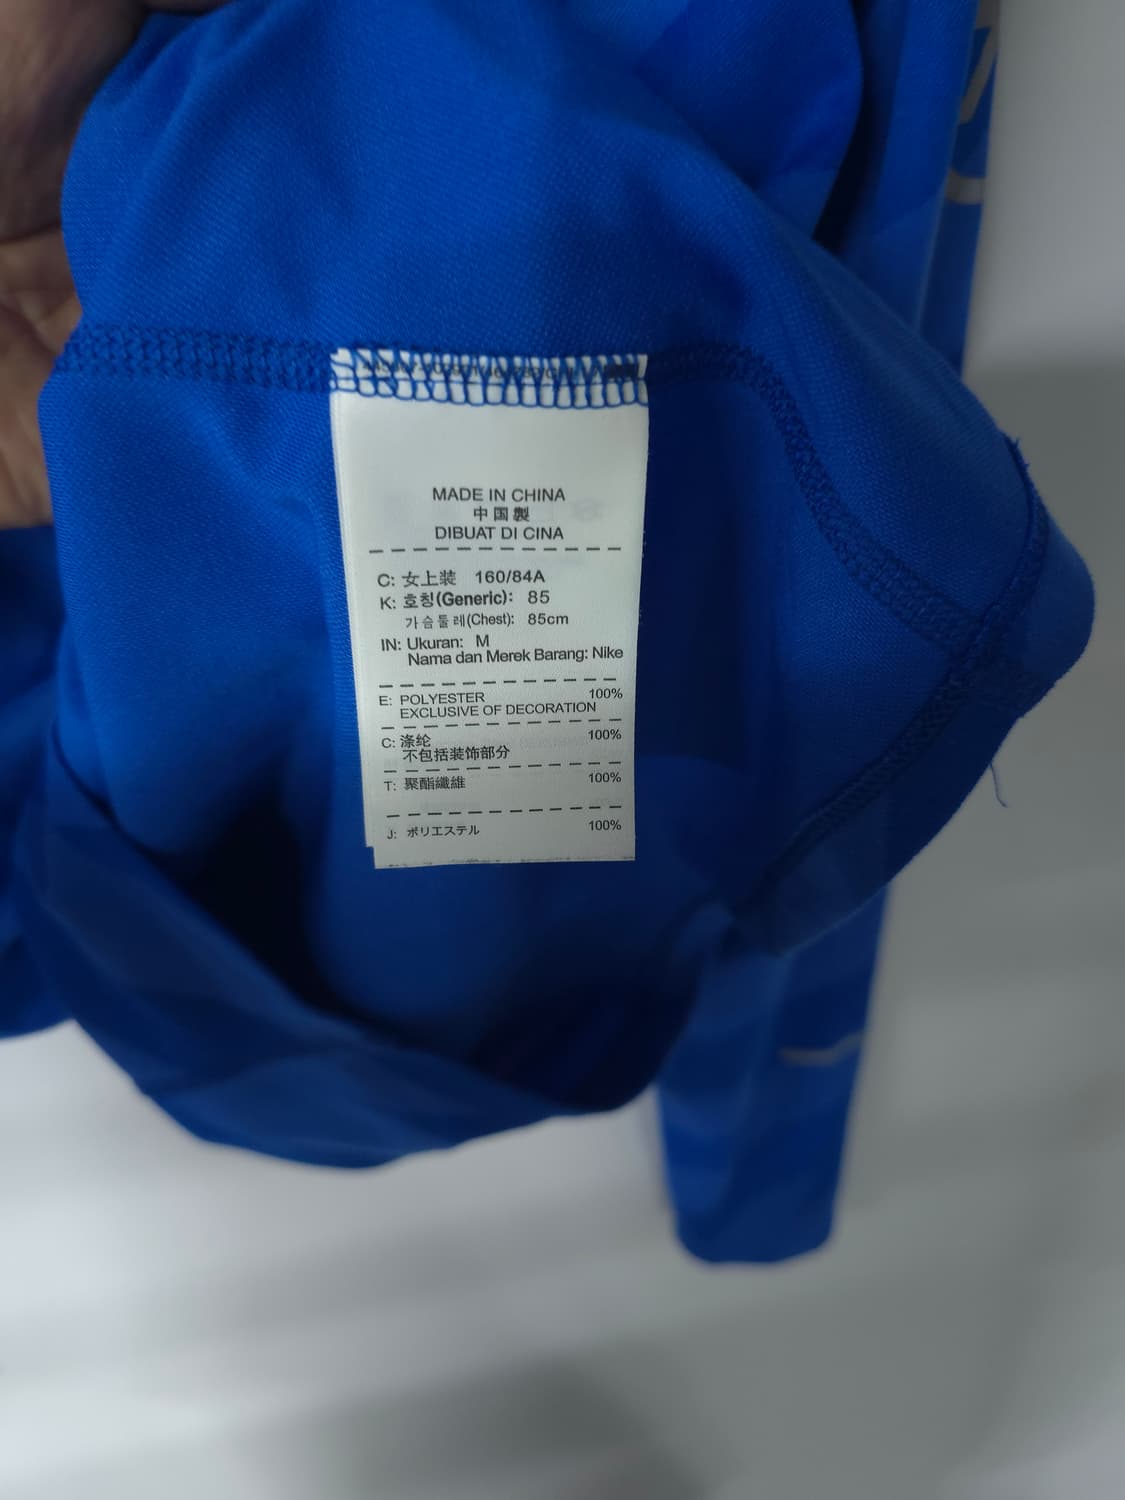 MADE IN CHINA
中国製
DIBUAT DI CINA
C: 女上装 160/84A
K: 호칭(Generic): 85
가슴둘레(Chest): 85cm
IN: Ukuran: M
Nama dan Merek Barang: Nike
E: POLYESTER 100%
EXCLUSIVE OF DECORATION
C: 涤纶 100%
不包括装饰部分
T: 聚酯纖維 100%
J: ポリエステル 100%